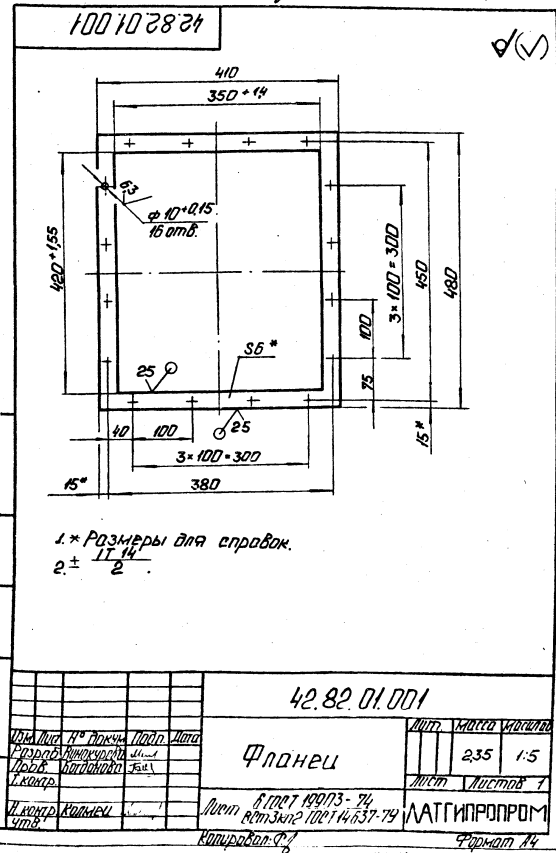 42.82.01.001
(√)
410
350 +1,4
6,3
ϕ 10 +0,15
16 отв.
420 +1,55
3×100=300
450
480
S6 *
25
100
75
25
40 100
15*
3×100=300
15*
380
1. * Размеры для справок.
2. ± IT 14
2
42.82.01.001
Изм. Лист № докум. Подп. Дата
Разраб.
Пров. Богданова
Т.контр.
Н.контр.
Утв.
Фланец
Лит. Масса Масштаб
2,35 1:5
Лист Листов 1
Лист 6 ГОСТ 19903-74
ВСт3кп2 ГОСТ 14637-79
ЛАТГИПРОПРОМ
Копировал:
Формат А4